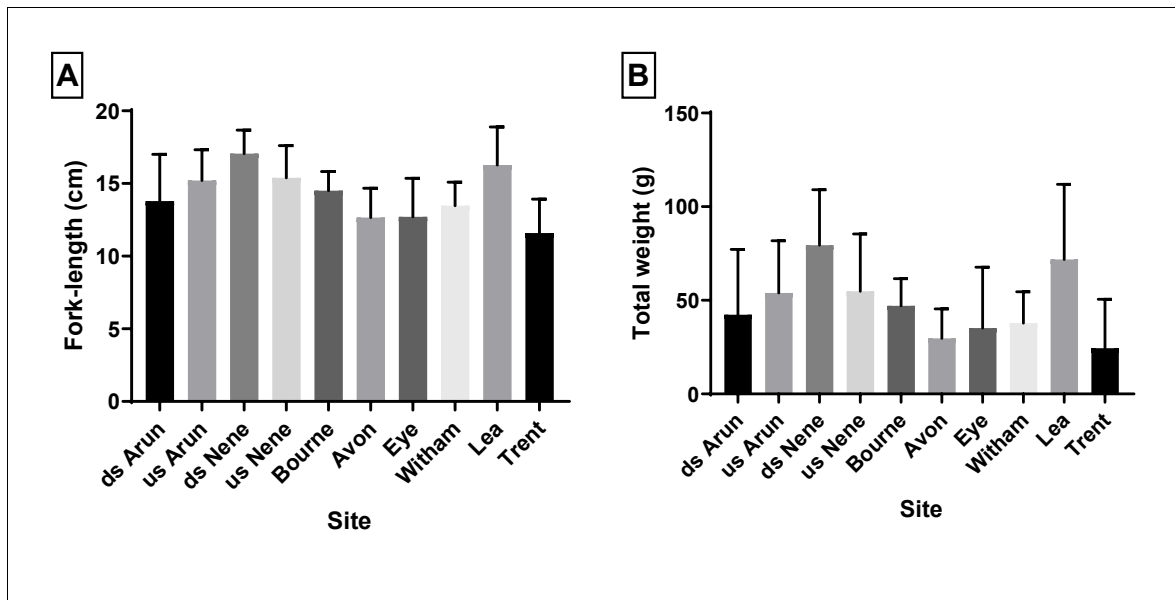 A
20
15
10
5
0
Fork-length (cm)
ds Arun
us Arun
ds Nene
us Nene
Bourne
Avon
Eye
Witham
Lea
Trent
Site
B
150
100
50
0
Total weight (g)
ds Arun
us Arun
ds Nene
us Nene
Bourne
Avon
Eye
Witham
Lea
Trent
Site